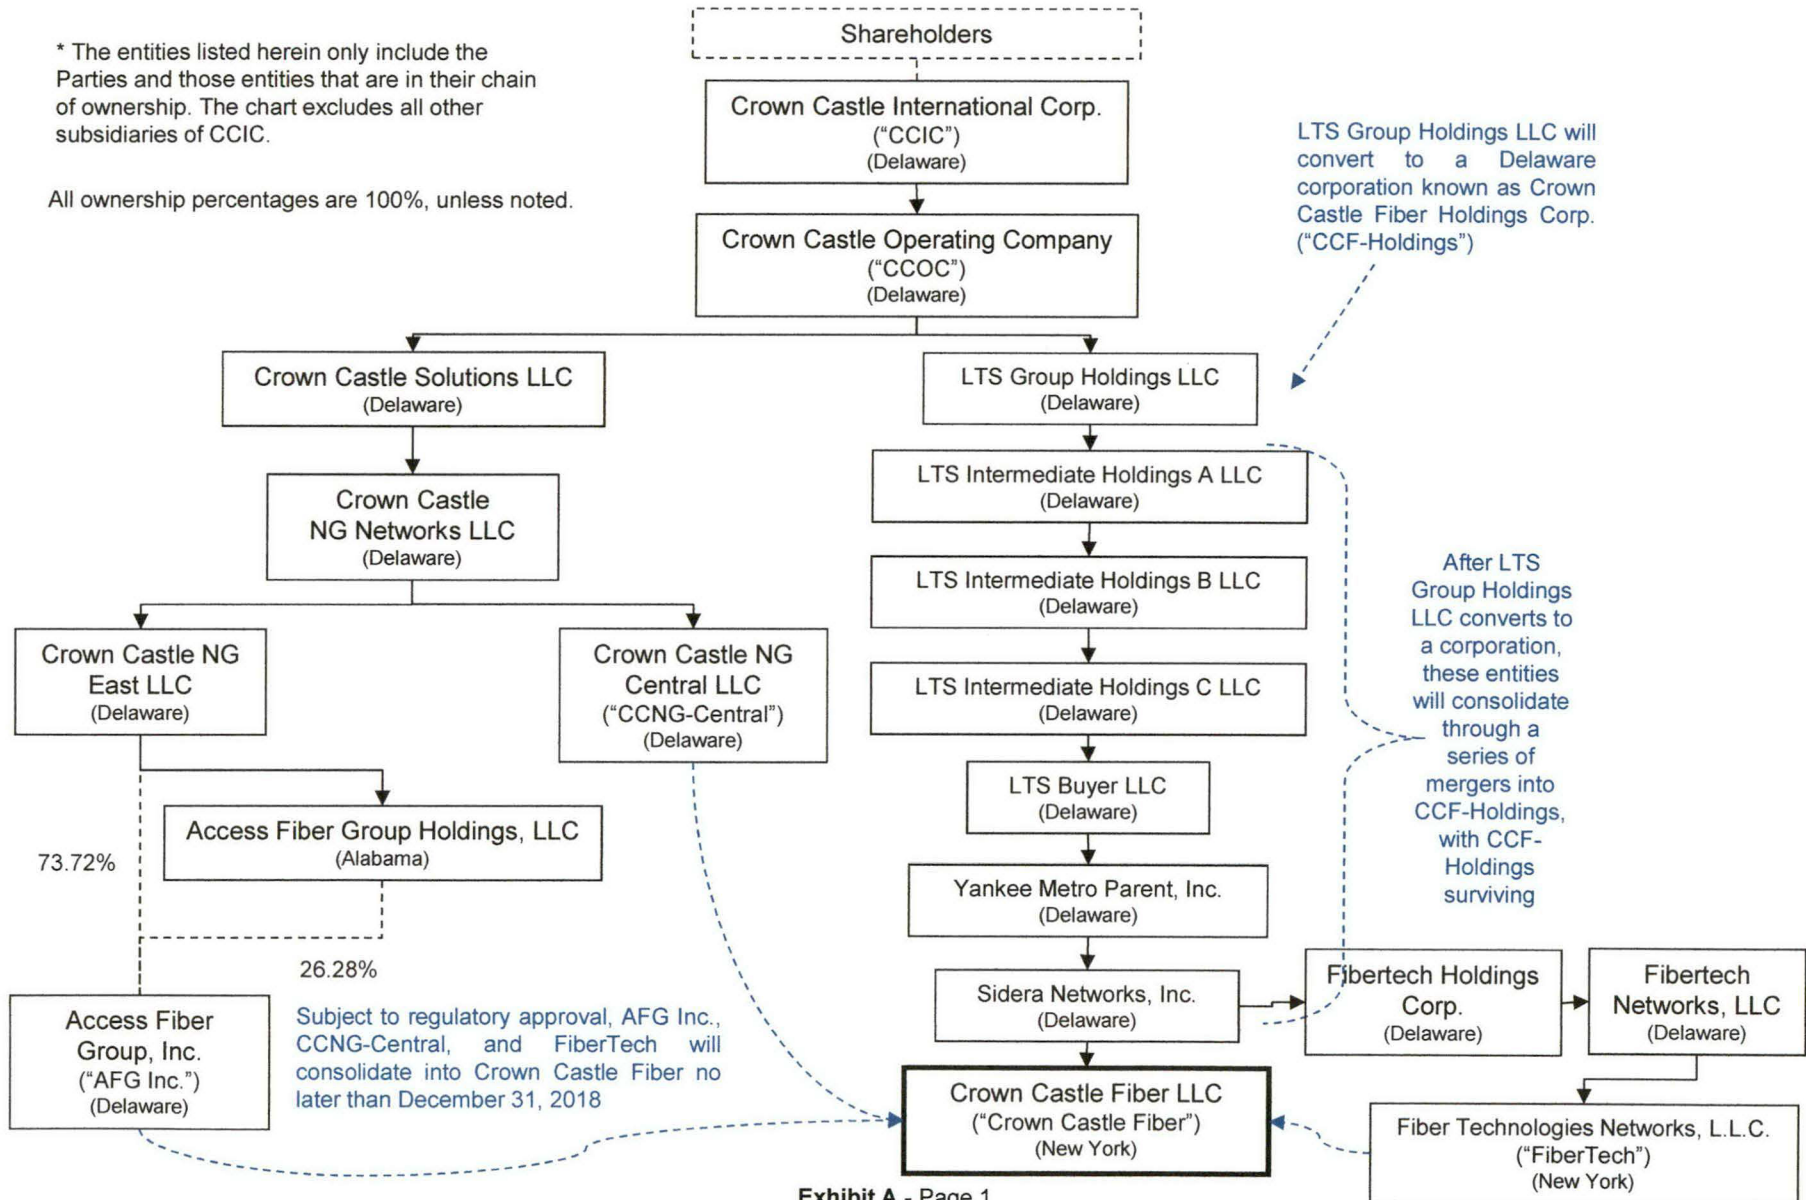 * The entities listed herein only include the
Parties and those entities that are in their chain
of ownership. The chart excludes all other
subsidiaries of CCIC.
All ownership percentages are 100%, unless noted.
Shareholders
Crown Castle International Corp.
(“CCIC”)
(Delaware)
Crown Castle Operating Company
(“CCOC”)
(Delaware)
LTS Group Holdings LLC will
convert to a Delaware
corporation known as Crown
Castle Fiber Holdings Corp.
(“CCF-Holdings”)
Crown Castle Solutions LLC
(Delaware)
LTS Group Holdings LLC
(Delaware)
Crown Castle
NG Networks LLC
(Delaware)
LTS Intermediate Holdings A LLC
(Delaware)
LTS Intermediate Holdings B LLC
(Delaware)
LTS Intermediate Holdings C LLC
(Delaware)
After LTS
Group Holdings
LLC converts to
a corporation,
these entities
will consolidate
through a
series of
mergers into
CCF-Holdings,
with CCF-
Holdings
surviving
Crown Castle NG
East LLC
(Delaware)
Crown Castle NG
Central LLC
(“CCNG-Central”)
(Delaware)
LTS Buyer LLC
(Delaware)
Access Fiber Group Holdings, LLC
(Alabama)
73.72%
26.28%
Yankee Metro Parent, Inc.
(Delaware)
Sidera Networks, Inc.
(Delaware)
Fibertech Holdings
Corp.
(Delaware)
Fibertech
Networks, LLC
(Delaware)
Access Fiber
Group, Inc.
(“AFG Inc.”)
(Delaware)
Subject to regulatory approval, AFG Inc.,
CCNG-Central, and FiberTech will
consolidate into Crown Castle Fiber no
later than December 31, 2018
Crown Castle Fiber LLC
(“Crown Castle Fiber”)
(New York)
Fiber Technologies Networks, L.L.C.
(“FiberTech”)
(New York)
Exhibit A - Page 1